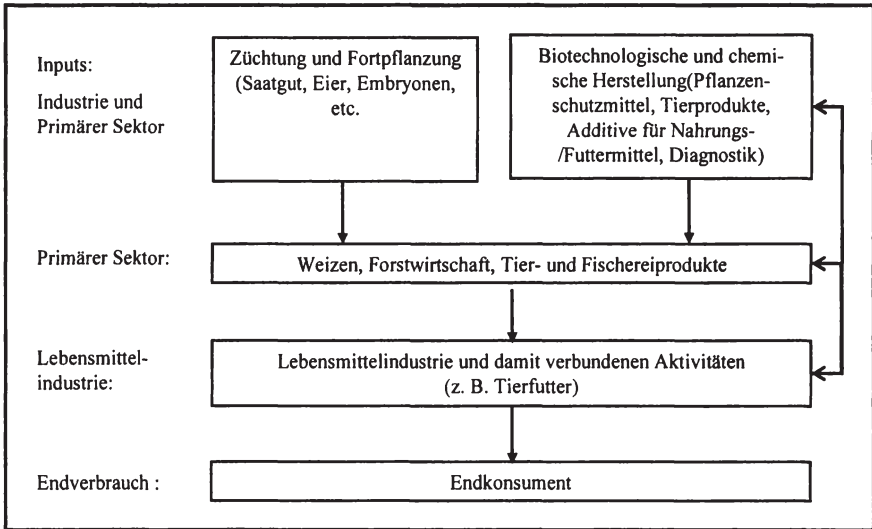 Inputs:
Industrie und
Primärer Sektor
Züchtung und Fortpflanzung
(Saatgut, Eier, Embryonen,
etc.
Biotechnologische und chemi-
sche Herstellung(Pflanzen-
schutzmittel, Tierprodukte,
Additive für Nahrungs-
/Futtermittel, Diagnostik)
Primärer Sektor:
Weizen, Forstwirtschaft, Tier- und Fischereiprodukte
Lebensmittel-
industrie:
Lebensmittelindustrie und damit verbundenen Aktivitäten
(z. B. Tierfutter)
Endverbrauch :
Endkonsument